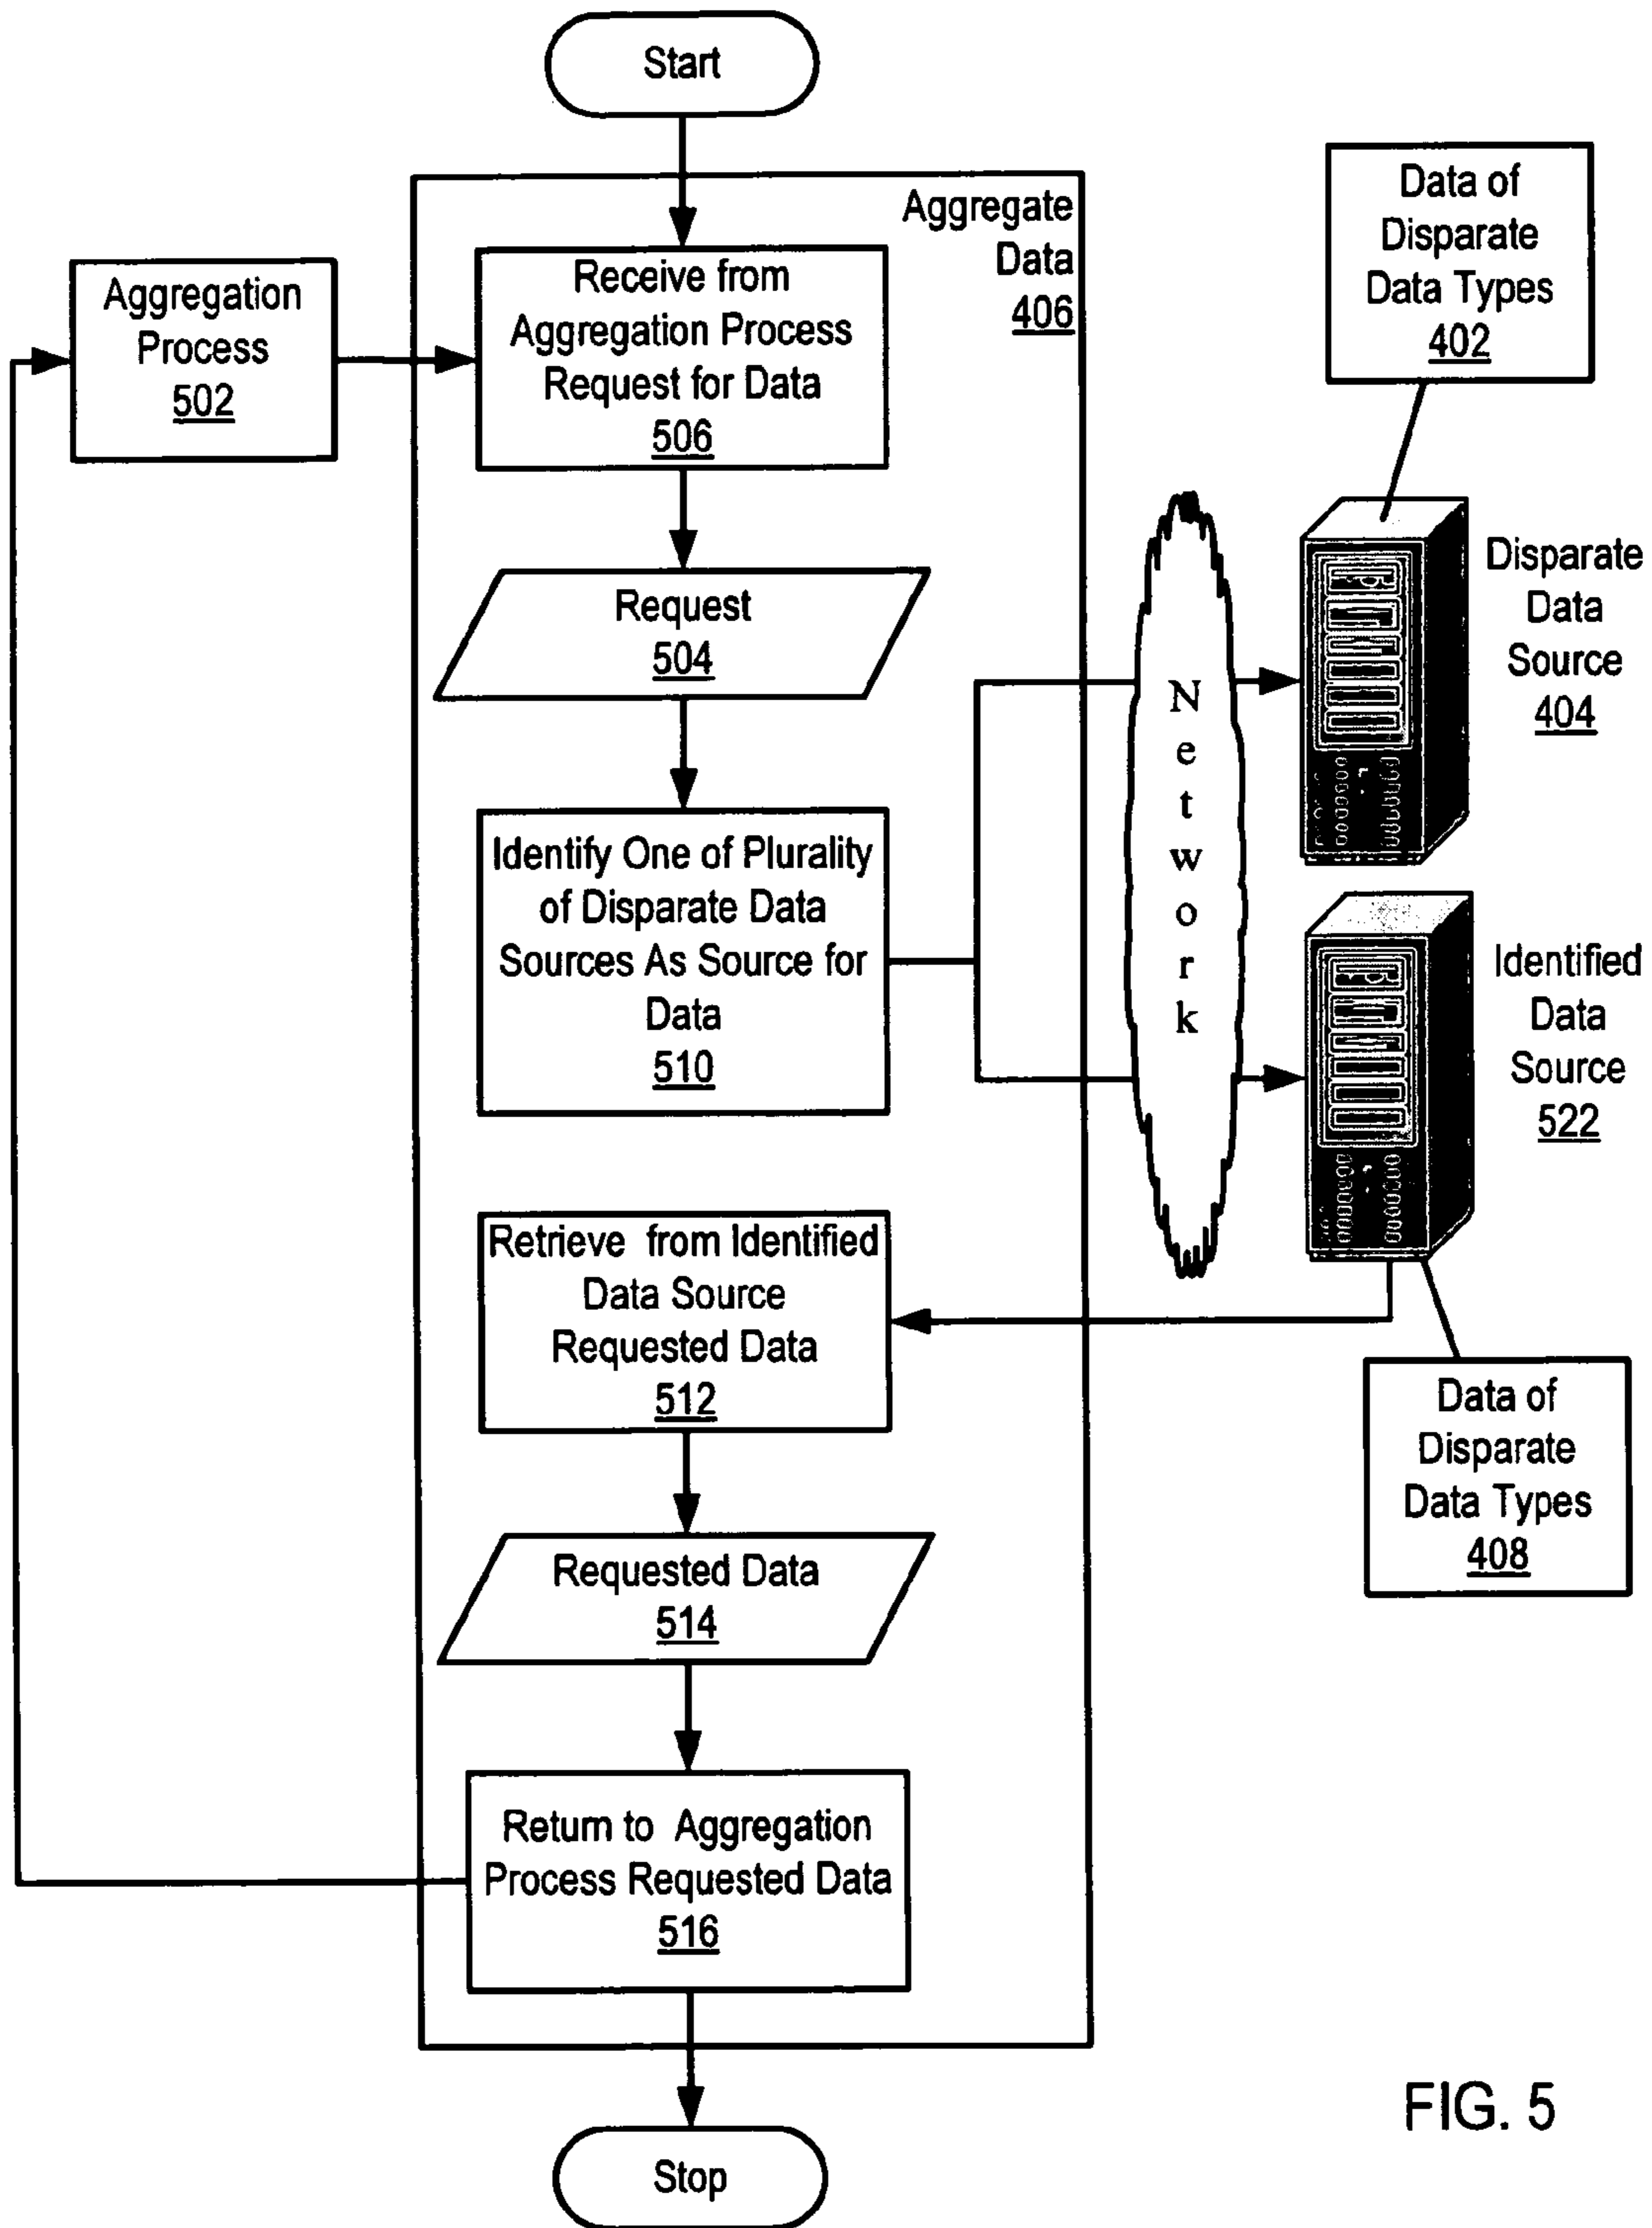 Start
Aggregate
Data
406
Aggregation
Process
502
Receive from
Aggregation Process
Request for Data
506
Data of
Disparate
Data Types
402
Request
504
Disparate
Data
Source
404
Network
Identify One of Plurality
of Disparate Data
Sources As Source for
Data
510
Identified
Data
Source
522
Retrieve from Identified
Data Source
Requested Data
512
Data of
Disparate
Data Types
408
Requested Data
514
Return to Aggregation
Process Requested Data
516
Stop
FIG. 5